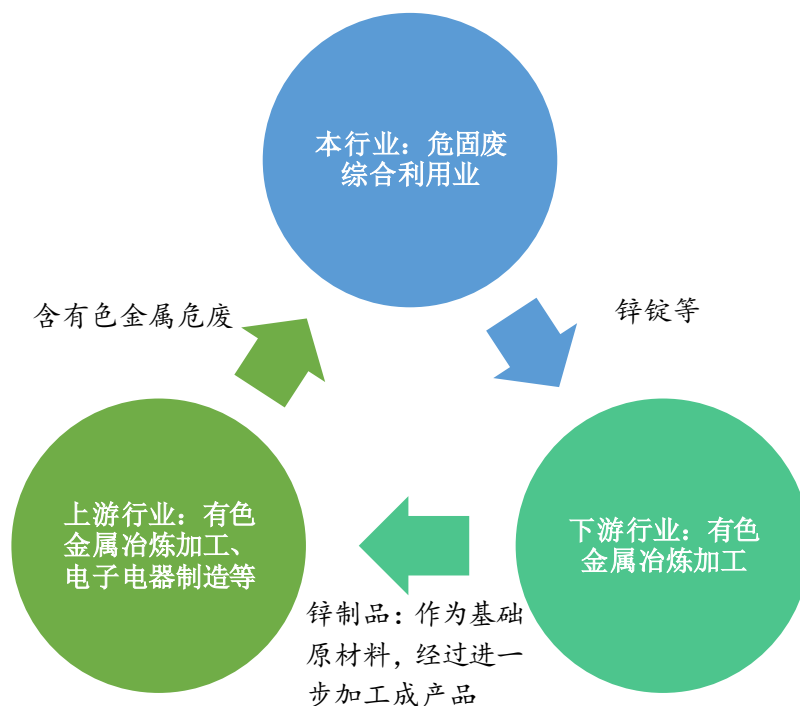 本行业：危固废
综合利用业
含有色金属危废
锌锭等
上游行业：有色
金属冶炼加工、
电子电器制造等
下游行业：有色
金属冶炼加工
锌制品：作为基础
原材料，经过进一
步加工成产品